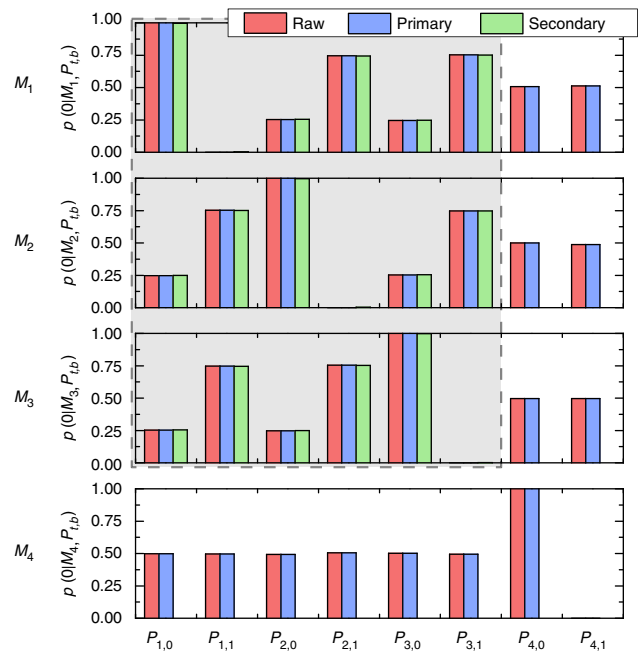 Raw Primary Secondary
M1 p (0|M1, Pt,b) 1.00 0.75 0.50 0.25 0.00
M2 p (0|M2, Pt,b) 1.00 0.75 0.50 0.25 0.00
M3 p (0|M3, Pt,b) 1.00 0.75 0.50 0.25 0.00
M4 p (0|M4, Pt,b) 1.00 0.75 0.50 0.25 0.00
P1,0 P1,1 P2,0 P2,1 P3,0 P3,1 P4,0 P4,1